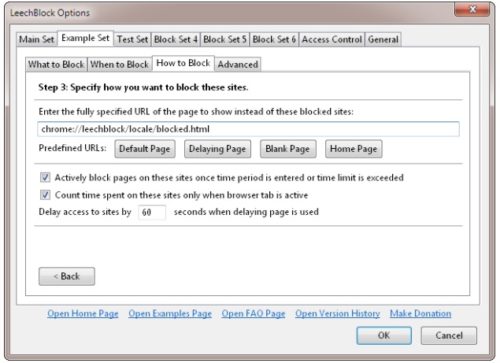 LeechBlock Options
Main Set Example Set Test Set Block Set 4 Block Set 5 Block Set 6 Access Control General
What to Block When to Block How to Block Advanced
Step 3: Specify how you want to block these sites.
Enter the fully specified URL of the page to show instead of these blocked sites:
chrome://leechblock/locale/blocked.html
Predefined URLs: Default Page Delaying Page Blank Page Home Page
Actively block pages on these sites once time period is entered or time limit is exceeded
Count time spent on these sites only when browser tab is active
Delay access to sites by 60 seconds when delaying page is used
< Back
Open Home Page Open Examples Page Open FAQ Page Open Version History Make Donation
OK Cancel